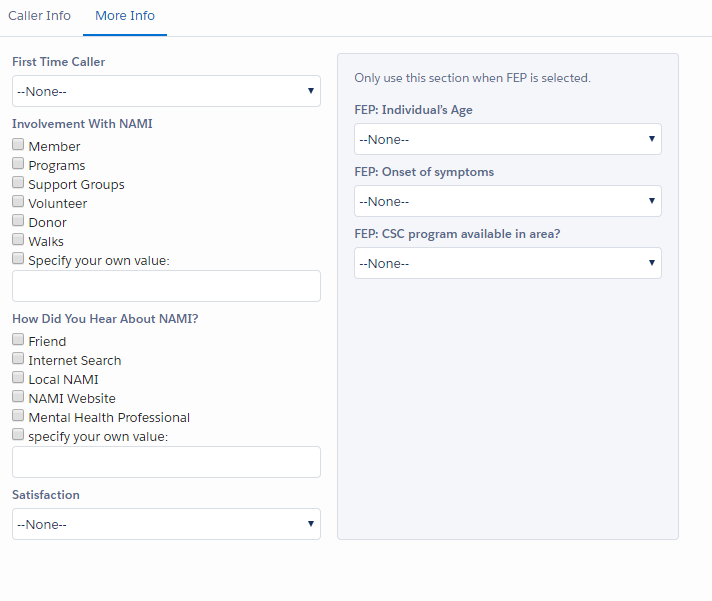 Caller Info More Info
First Time Caller
--None--
Involvement With NAMI
Member
Programs
Support Groups
Volunteer
Donor
Walks
Specify your own value:
How Did You Hear About NAMI?
Friend
Internet Search
Local NAMI
NAMI Website
Mental Health Professional
specify your own value:
Satisfaction
--None--
Only use this section when FEP is selected.
FEP: Individual's Age
--None--
FEP: Onset of symptoms
--None--
FEP: CSC program available in area?
--None--